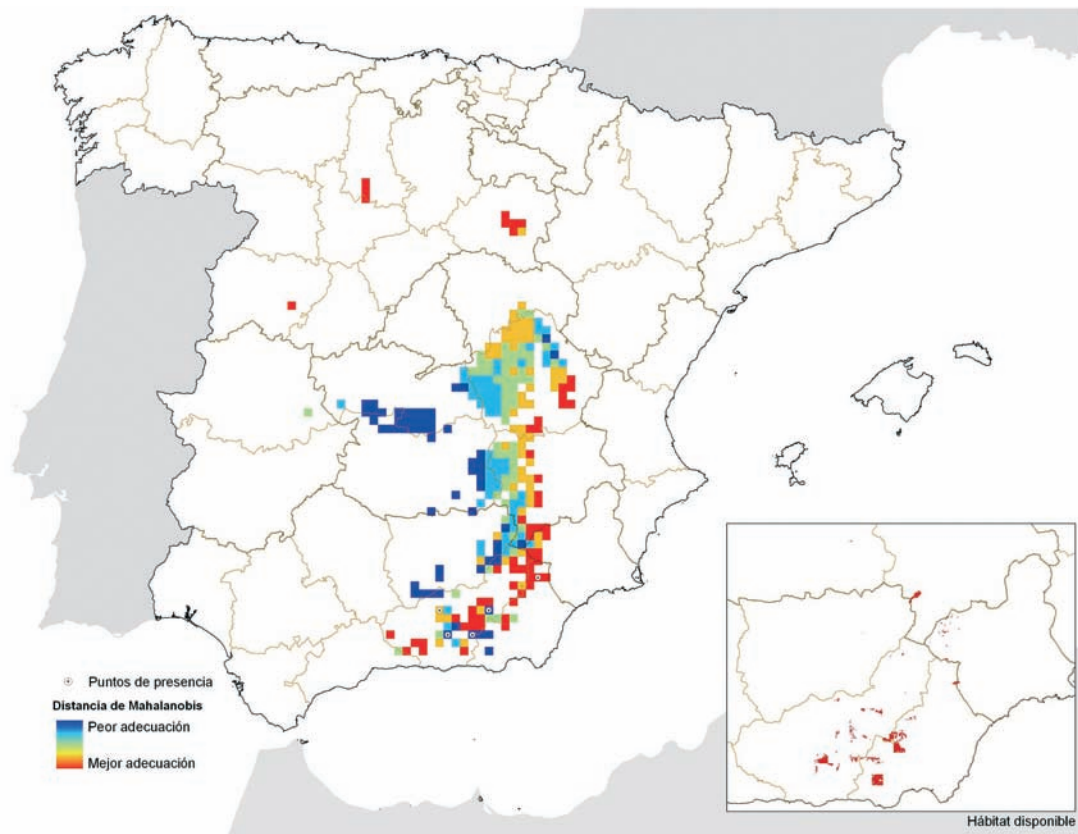 Puntos de presencia
Distancia de Mahalanobis
Peor adecuación
Mejor adecuación
Hábitat disponible